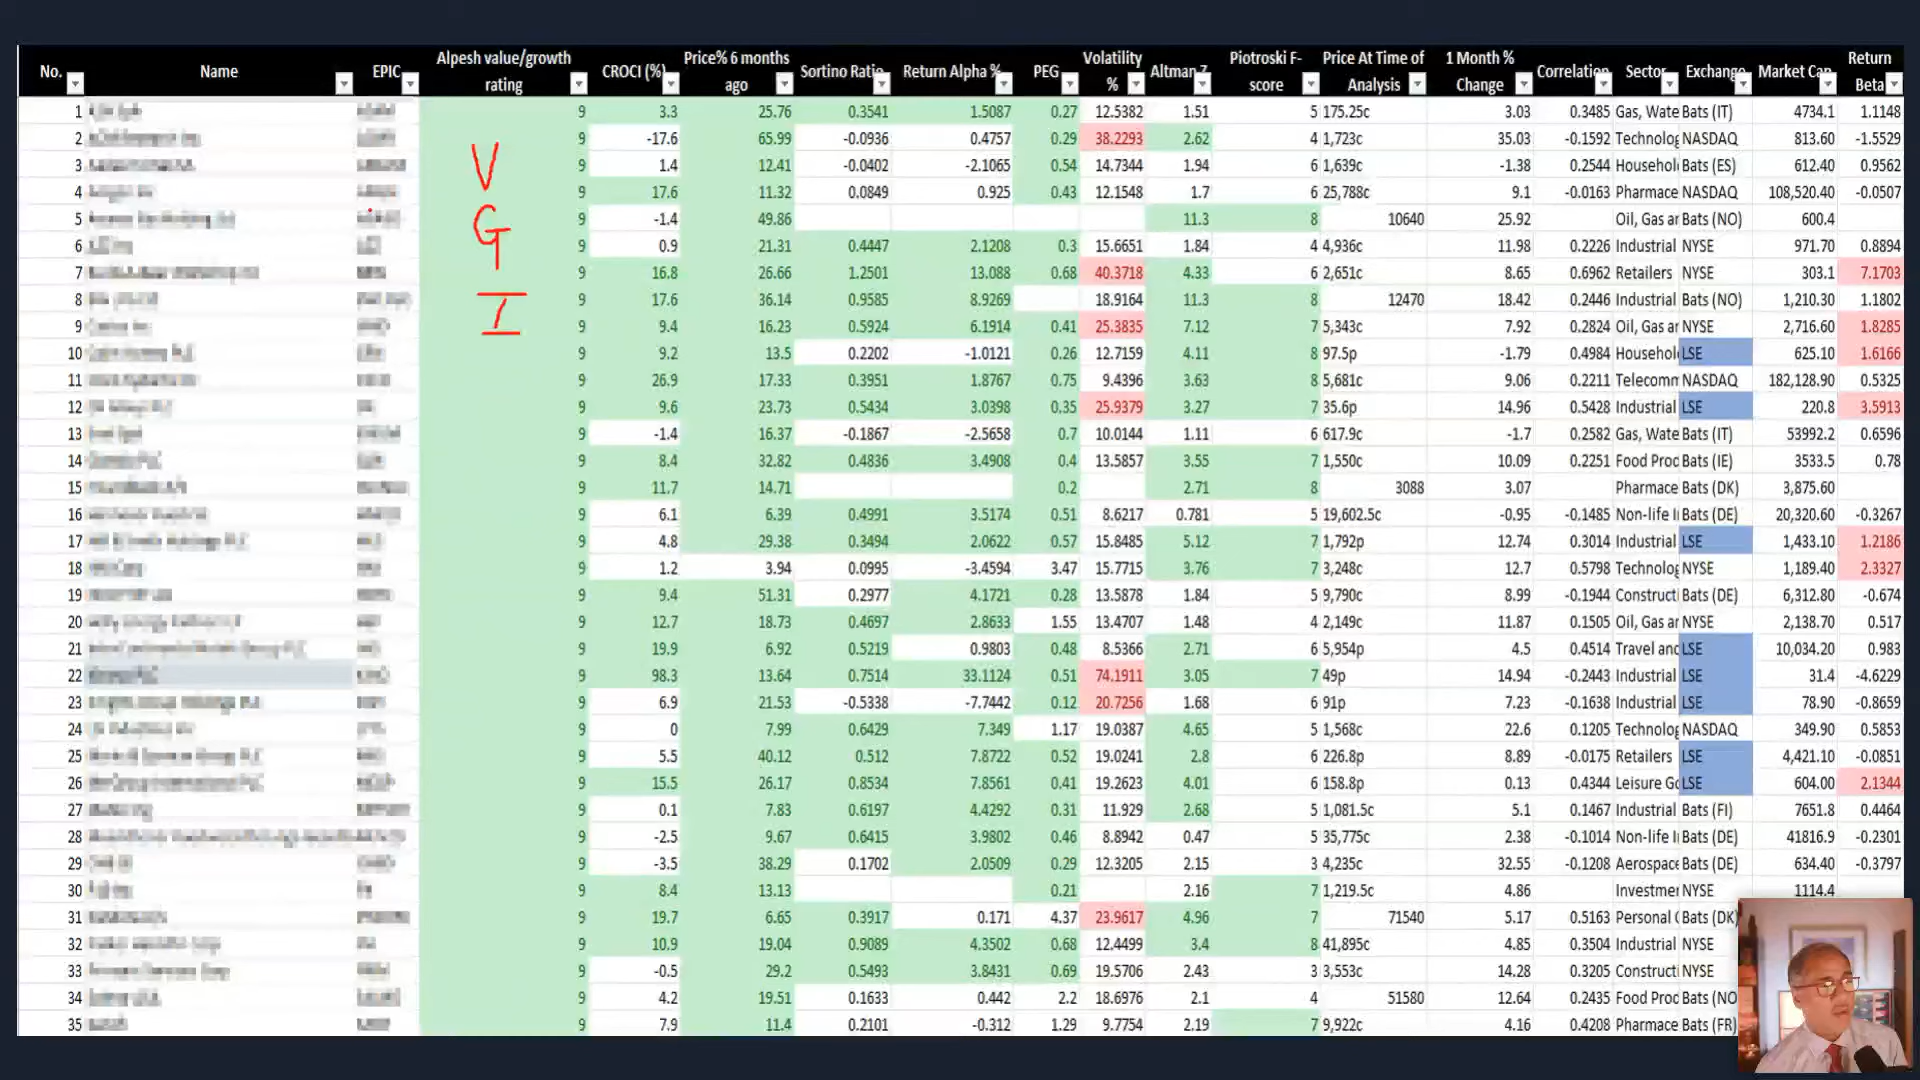 No. Name EPIC Alpesh value/growth rating CROCI (%) Price% 6 months ago Sortino Ratio Return Alpha % PEG Volatility % Altman Z Piotroski F-score Price At Time of Analysis 1 Month % Change Correlation Sector Exchange Market Cap Return Beta
1 9 3.3 25.76 0.3541 1.5087 0.27 12.5382 1.51 5 175.25c 3.03 0.3485 Gas, Wate Bats (IT) 4734.1 1.1148
2 9 -17.6 65.99 -0.0936 0.4757 0.29 38.2293 2.62 4 1,723c 35.03 -0.1592 Technolog NASDAQ 813.60 -1.5529
3 9 1.4 12.41 -0.0402 -2.1065 0.54 14.7344 1.94 6 1,639c -1.38 0.2544 Househol Bats (ES) 612.40 0.9562
V
4 9 17.6 11.32 0.0849 0.925 0.43 12.1548 1.7 6 25,788c 9.1 -0.0163 Pharmace NASDAQ 108,520.40 -0.0507
5 9 -1.4 49.86 11.3 8 10640 25.92 Oil, Gas ar Bats (NO) 600.4
G
6 9 0.9 21.31 0.4447 2.1208 0.3 15.6651 1.84 4 4,936c 11.98 0.2226 Industrial NYSE 971.70 0.8894
7 9 16.8 26.66 1.2501 13.088 0.68 40.3718 4.33 6 2,651c 8.65 0.6962 Retailers NYSE 303.1 7.1703
8 9 17.6 36.14 0.9585 8.9269 18.9164 11.3 8 12470 18.42 0.2446 Industrial Bats (NO) 1,210.30 1.1802
I
9 9 9.4 16.23 0.5924 6.1914 0.41 25.3835 7.12 7 5,343c 7.92 0.2824 Oil, Gas ar NYSE 2,716.60 1.8285
10 9 9.2 13.5 0.2202 -1.0121 0.26 12.7159 4.11 8 97.5p -1.79 0.4984 Househol LSE 625.10 1.6166
11 9 26.9 17.33 0.3951 1.8767 0.75 9.4396 3.63 8 5,681c 9.06 0.2211 Telecomm NASDAQ 182,128.90 0.5325
12 9 9.6 23.73 0.5434 3.0398 0.35 25.9379 3.27 7 35.6p 14.96 0.5428 Industrial LSE 220.8 3.5913
13 9 -1.4 16.37 -0.1867 -2.5658 0.7 10.0144 1.11 6 617.9c -1.7 0.2582 Gas, Wate Bats (IT) 53992.2 0.6596
14 9 8.4 32.82 0.4836 3.4908 0.4 13.5857 3.55 7 1,550c 10.09 0.2251 Food Proc Bats (IE) 3533.5 0.78
15 9 11.7 14.71 0.2 2.71 8 3088 3.07 Pharmace Bats (DK) 3,875.60
16 9 6.1 6.39 0.4991 3.5174 0.51 8.6217 0.781 5 19,602.5c -0.95 -0.1485 Non-life I Bats (DE) 20,320.60 -0.3267
17 9 4.8 29.38 0.3494 2.0622 0.57 15.8485 5.12 7 1,792p 12.74 0.3014 Industrial LSE 1,433.10 1.2186
18 9 1.2 3.94 0.0995 -3.4594 3.47 15.7715 3.76 7 3,248c 12.7 0.5798 Technolog NYSE 1,189.40 2.3327
19 9 9.4 51.31 0.2977 4.1721 0.28 13.5878 1.84 5 9,790c 8.99 -0.1944 Constructi Bats (DE) 6,312.80 -0.674
20 9 12.7 18.73 0.4697 2.8633 1.55 13.4707 1.48 4 2,149c 11.87 0.1505 Oil, Gas ar NYSE 2,138.70 0.517
21 9 19.9 6.92 0.5219 0.9803 0.48 8.5366 2.71 6 5,954p 4.5 0.4514 Travel and LSE 10,034.20 0.983
22 9 98.3 13.64 0.7514 33.1124 0.51 74.1911 3.05 7 49p 14.94 -0.2443 Industrial LSE 31.4 -4.6229
23 9 6.9 21.53 -0.5338 -7.7442 0.12 20.7256 1.68 6 91p 7.23 -0.1638 Industrial LSE 78.90 -0.8659
24 9 0 7.99 0.6429 7.349 1.17 19.0387 4.65 5 1,568c 22.6 0.1205 Technolog NASDAQ 349.90 0.5853
25 9 5.5 40.12 0.512 7.8722 0.52 19.0241 2.8 6 226.8p 8.89 -0.0175 Retailers LSE 4,421.10 -0.0851
26 9 15.5 26.17 0.8534 7.8561 0.41 19.2623 4.01 6 158.8p 0.13 0.4344 Leisure Go LSE 604.00 2.1344
27 9 0.1 7.83 0.6197 4.4292 0.31 11.929 2.68 5 1,081.5c 5.1 0.1467 Industrial Bats (FI) 7651.8 0.4464
28 9 -2.5 9.67 0.6415 3.9802 0.46 8.8942 0.47 5 35,775c 2.38 -0.1014 Non-life I Bats (DE) 41816.9 -0.2301
29 9 -3.5 38.29 0.1702 2.0509 0.29 12.3205 2.15 3 4,235c 32.55 -0.1208 Aerospace Bats (DE) 634.40 -0.3797
30 9 8.4 13.13 0.21 2.16 7 1,219.5c 4.86 Investmer NYSE 1114.4
31 9 19.7 6.65 0.3917 0.171 4.37 23.9617 4.96 7 71540 5.17 0.5163 Personal Bats (DK)
32 9 10.9 19.04 0.9089 4.3502 0.68 12.4499 3.4 8 41,895c 4.85 0.3504 Industrial NYSE
33 9 -0.5 29.2 0.5493 3.8431 0.69 19.5706 2.43 3 3,553c 14.28 0.3205 Constructi NYSE
34 9 4.2 19.51 0.1633 0.442 2.2 18.6976 2.1 4 51580 12.64 0.2435 Food Proc Bats (NO
35 9 7.9 11.4 0.2101 -0.312 1.29 9.7754 2.19 7 9,922c 4.16 0.4208 Pharmace Bats (FR)